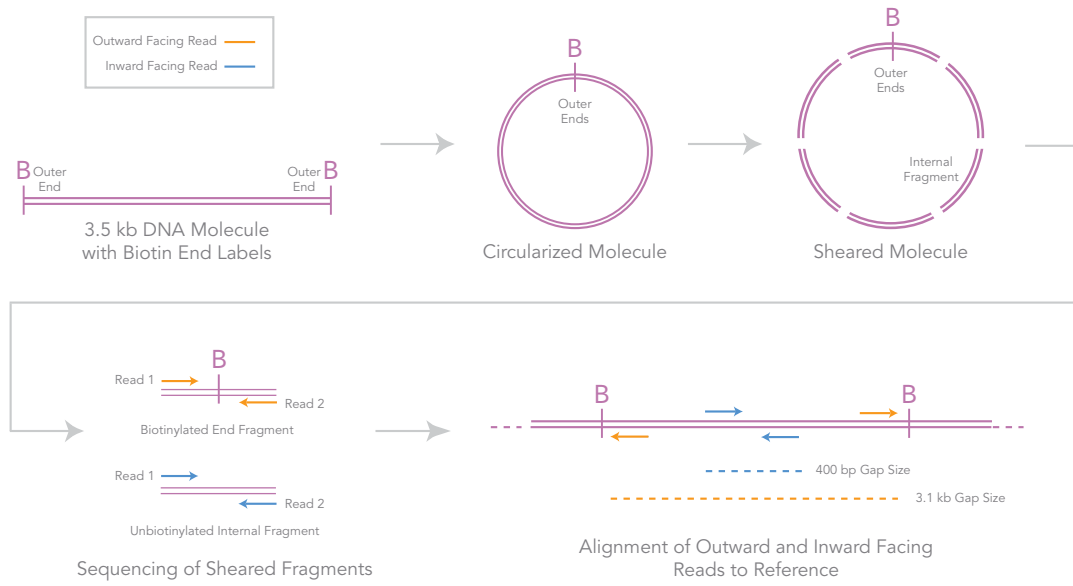 Outward Facing Read
Inward Facing Read
B
Outer
End
Outer
End
B
3.5 kb DNA Molecule
with Biotin End Labels
B
Outer
Ends
Circularized Molecule
B
Outer
Ends
Internal
Fragment
Sheared Molecule
B
Read 1
Read 2
Biotinylated End Fragment
Read 1
Read 2
Unbiotinylated Internal Fragment
Sequencing of Sheared Fragments
B
B
400 bp Gap Size
3.1 kb Gap Size
Alignment of Outward and Inward Facing
Reads to Reference